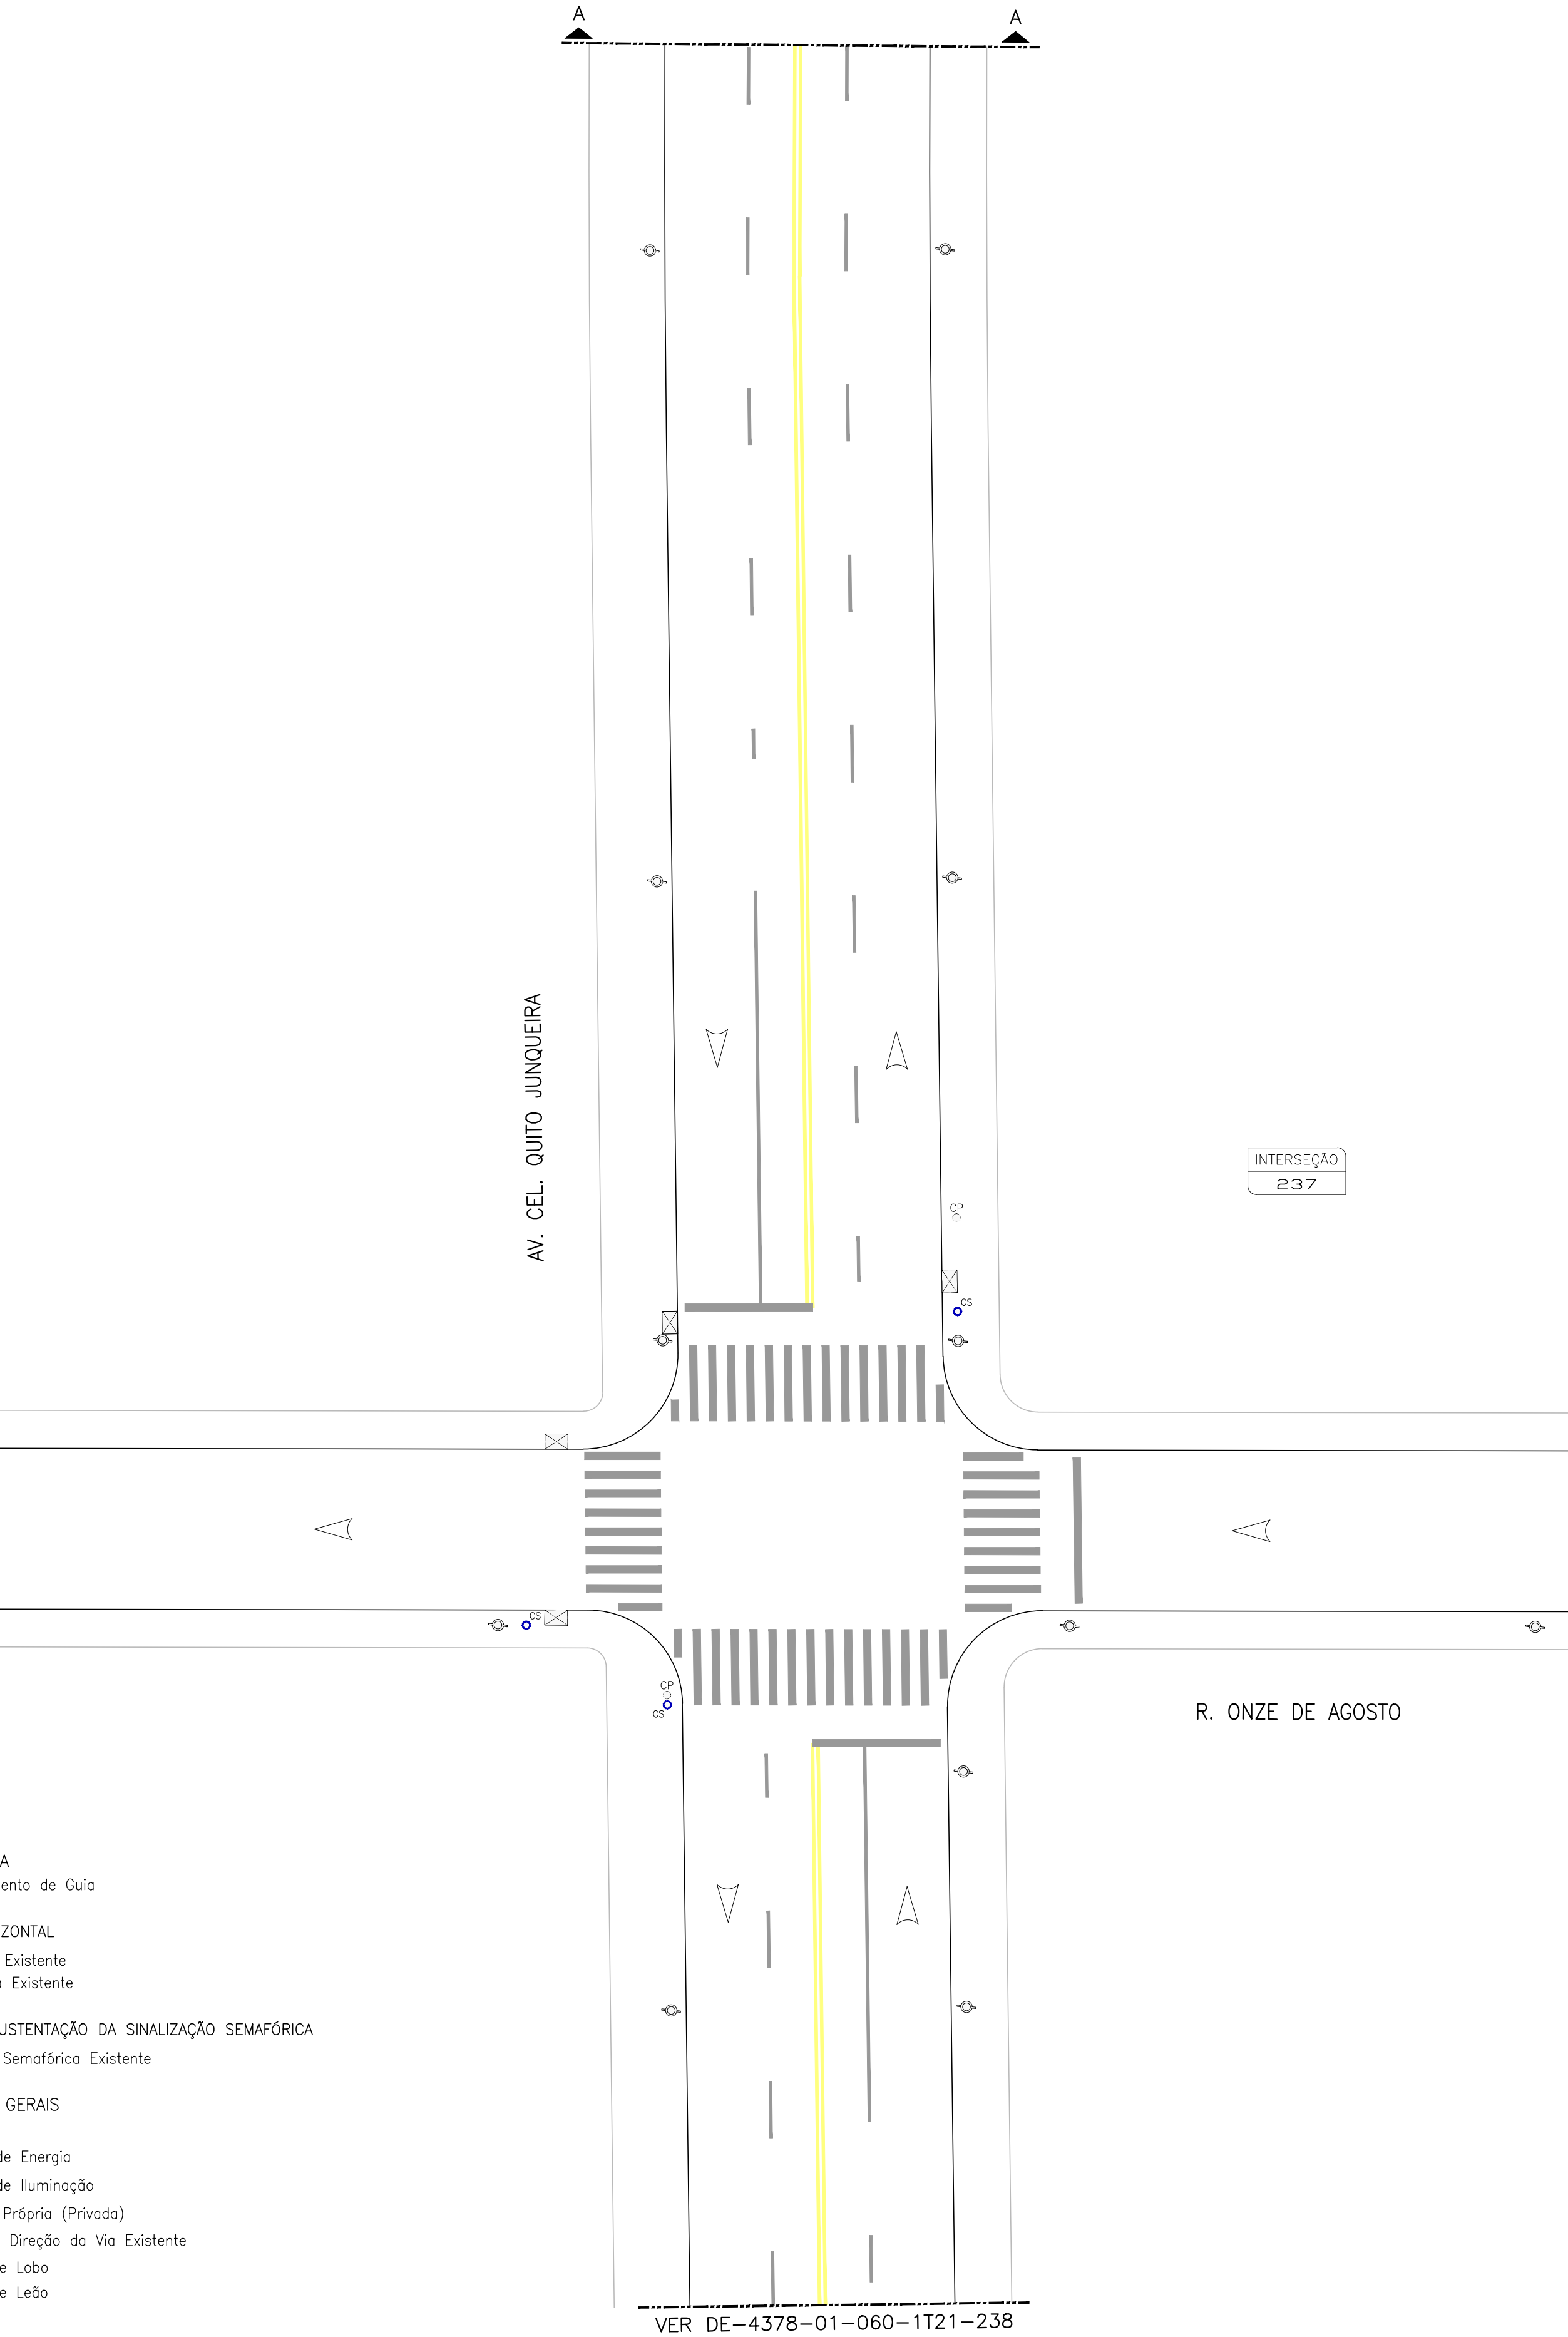 A
A
AV. CEL. QUITO JUNQUEIRA
INTERSEÇÃO
237
CP
CS
CS
CP
CS
R. ONZE DE AGOSTO
A
ento de Guia
ZONTAL
Existente
a Existente
USTENTAÇÃO DA SINALIZAÇÃO SEMAFÓRICA
Semafórica Existente
GERAIS
de Energia
de Iluminação
Própria (Privada)
Direção da Via Existente
e Lobo
e Leão
VER DE-4378-01-060-1T21-238